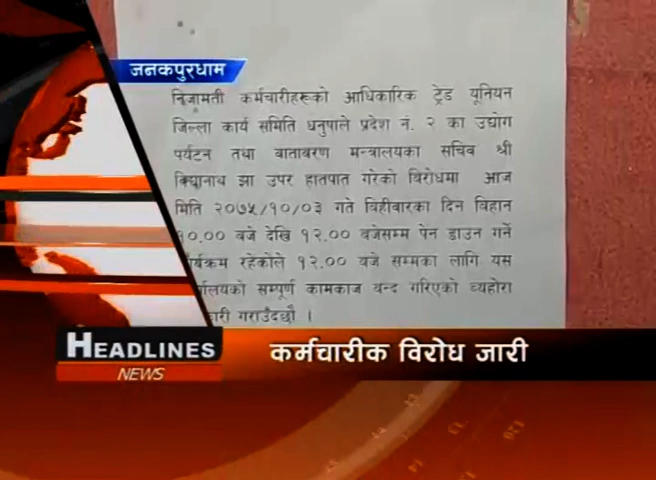 जनकपुरधाम
निजामती कर्मचारीहरूको आधिकारिक ट्रेड यूनियन
जिल्ला कार्य समिति धनुषाले प्रदेश नं. २ का उद्योग
पर्यटन तथा वातावरण मन्त्रालयका सचिव श्री
विद्यानाथ झा उपर हातपात गरेको विरोधमा आज
मिति २०७५/१०/०३ गते विहीवारका दिन विहान
१०.०० बजे देखि १२.०० बजेसम्म पेन डाउन गर्ने
कार्यक्रम रहेकोले १२.०० बजे सम्मका लागि यस
को सम्पूर्ण कामकाज बन्द गरिएको व्यहोरा
गराउँदछौ ।
HEADLINES
NEWS
कर्मचारीक विरोध जारी